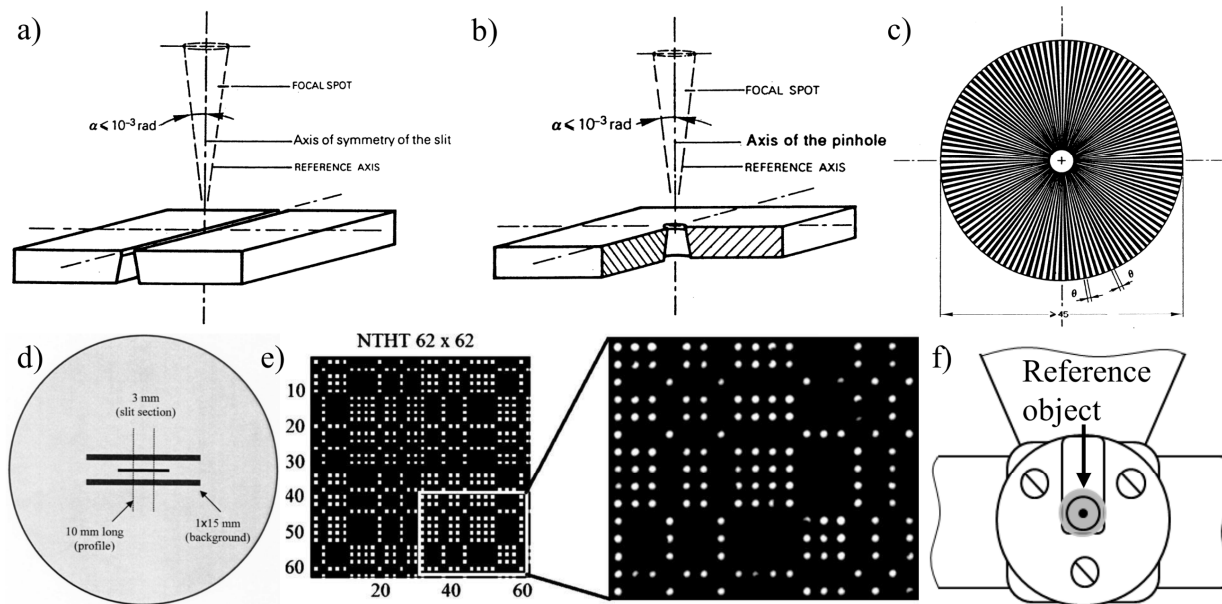 a)
FOCAL SPOT
α ≤ 10⁻³ rad
Axis of symmetry of the slit
REFERENCE AXIS
b)
FOCAL SPOT
α ≤ 10⁻³ rad
Axis of the pinhole
REFERENCE AXIS
c)
θ
θ
≥45
d)
3 mm
(slit section)
10 mm long
(profile)
1×15 mm
(background)
e)
NTHT 62 x 62
10
20
30
40
50
60
20
40
60
f)
Reference
object